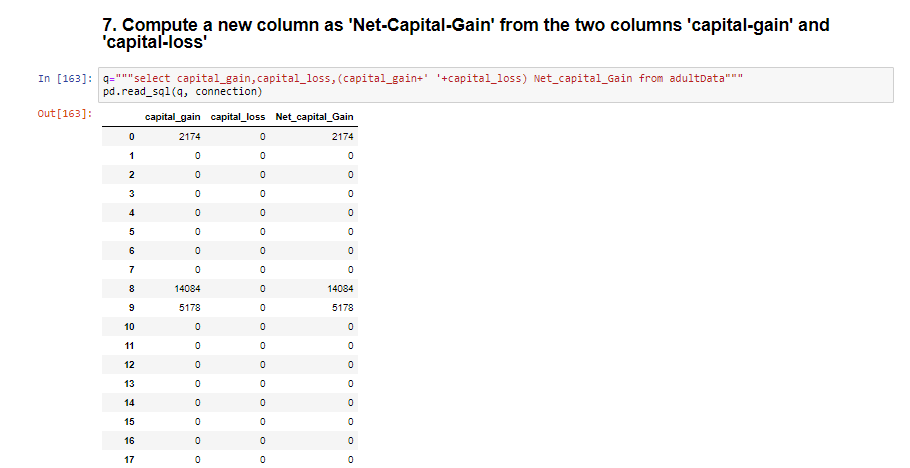 7. Compute a new column as 'Net-Capital-Gain' from the two columns 'capital-gain' and
'capital-loss'
In [163]: q="""select capital_gain,capital_loss,(capital_gain+' '+capital_loss) Net_capital_Gain from adultData"""
pd.read_sql(q, connection)
Out[163]:
capital_gain capital_loss Net_capital_Gain
0 2174 0 2174
1 0 0 0
2 0 0 0
3 0 0 0
4 0 0 0
5 0 0 0
6 0 0 0
7 0 0 0
8 14084 0 14084
9 5178 0 5178
10 0 0 0
11 0 0 0
12 0 0 0
13 0 0 0
14 0 0 0
15 0 0 0
16 0 0 0
17 0 0 0